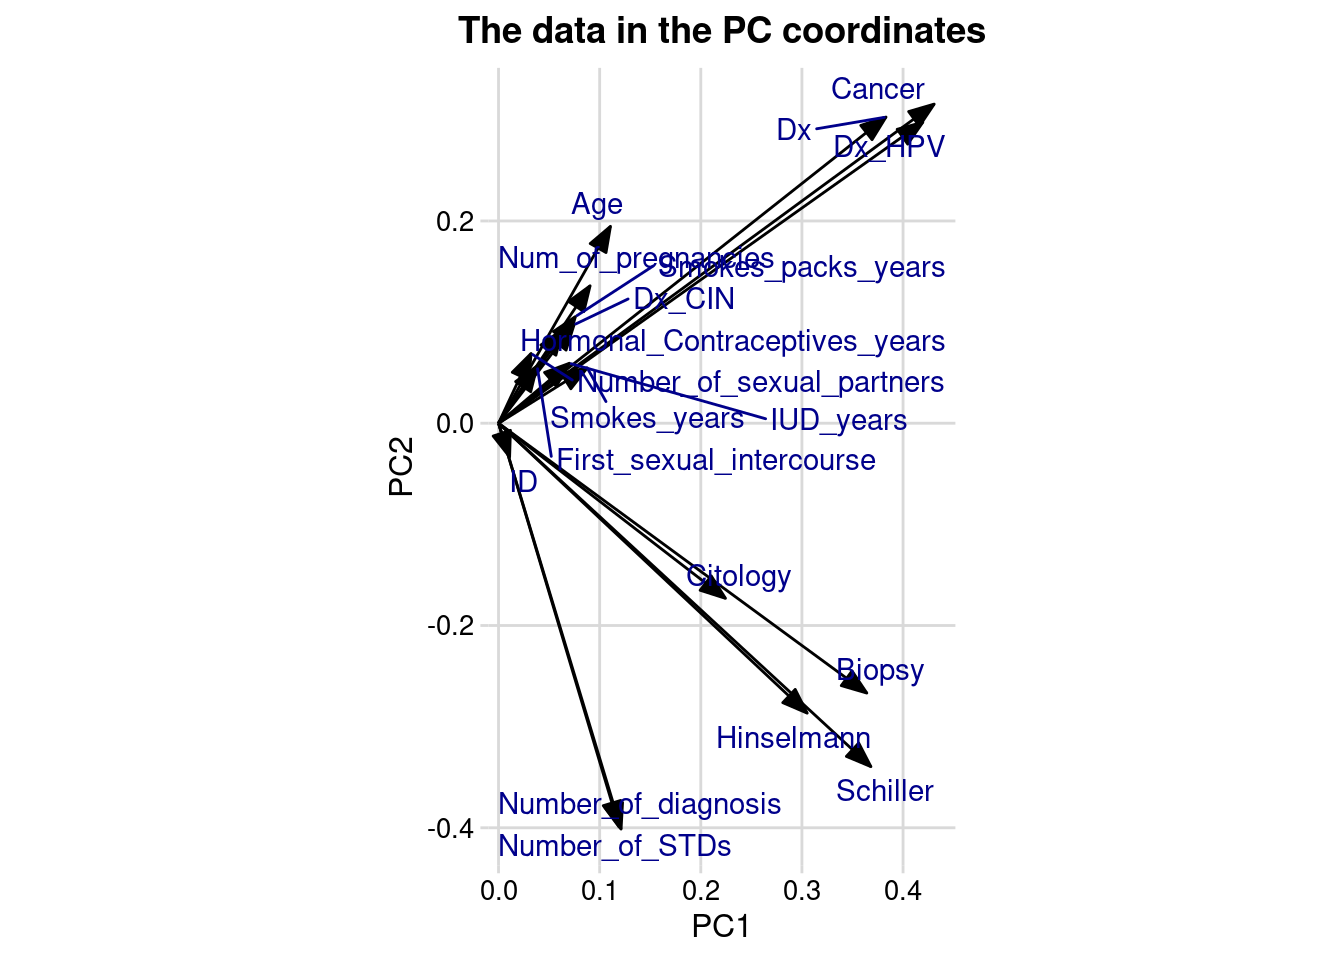 The data in the PC coordinates
Cancer
Dx
Dx_HPV
Age
0.2
Num_of_pregnancies
Smokes_packs_years
Dx_CIN
Hormonal_Contraceptives_years
Number_of_sexual_partners
0.0
Smokes_years
IUD_years
First_sexual_intercourse
PC2
ID
Citology
-0.2
Biopsy
Hinselmann
Schiller
Number_of_diagnosis
-0.4
Number_of_STDs
0.0 0.1 0.2 0.3 0.4
PC1